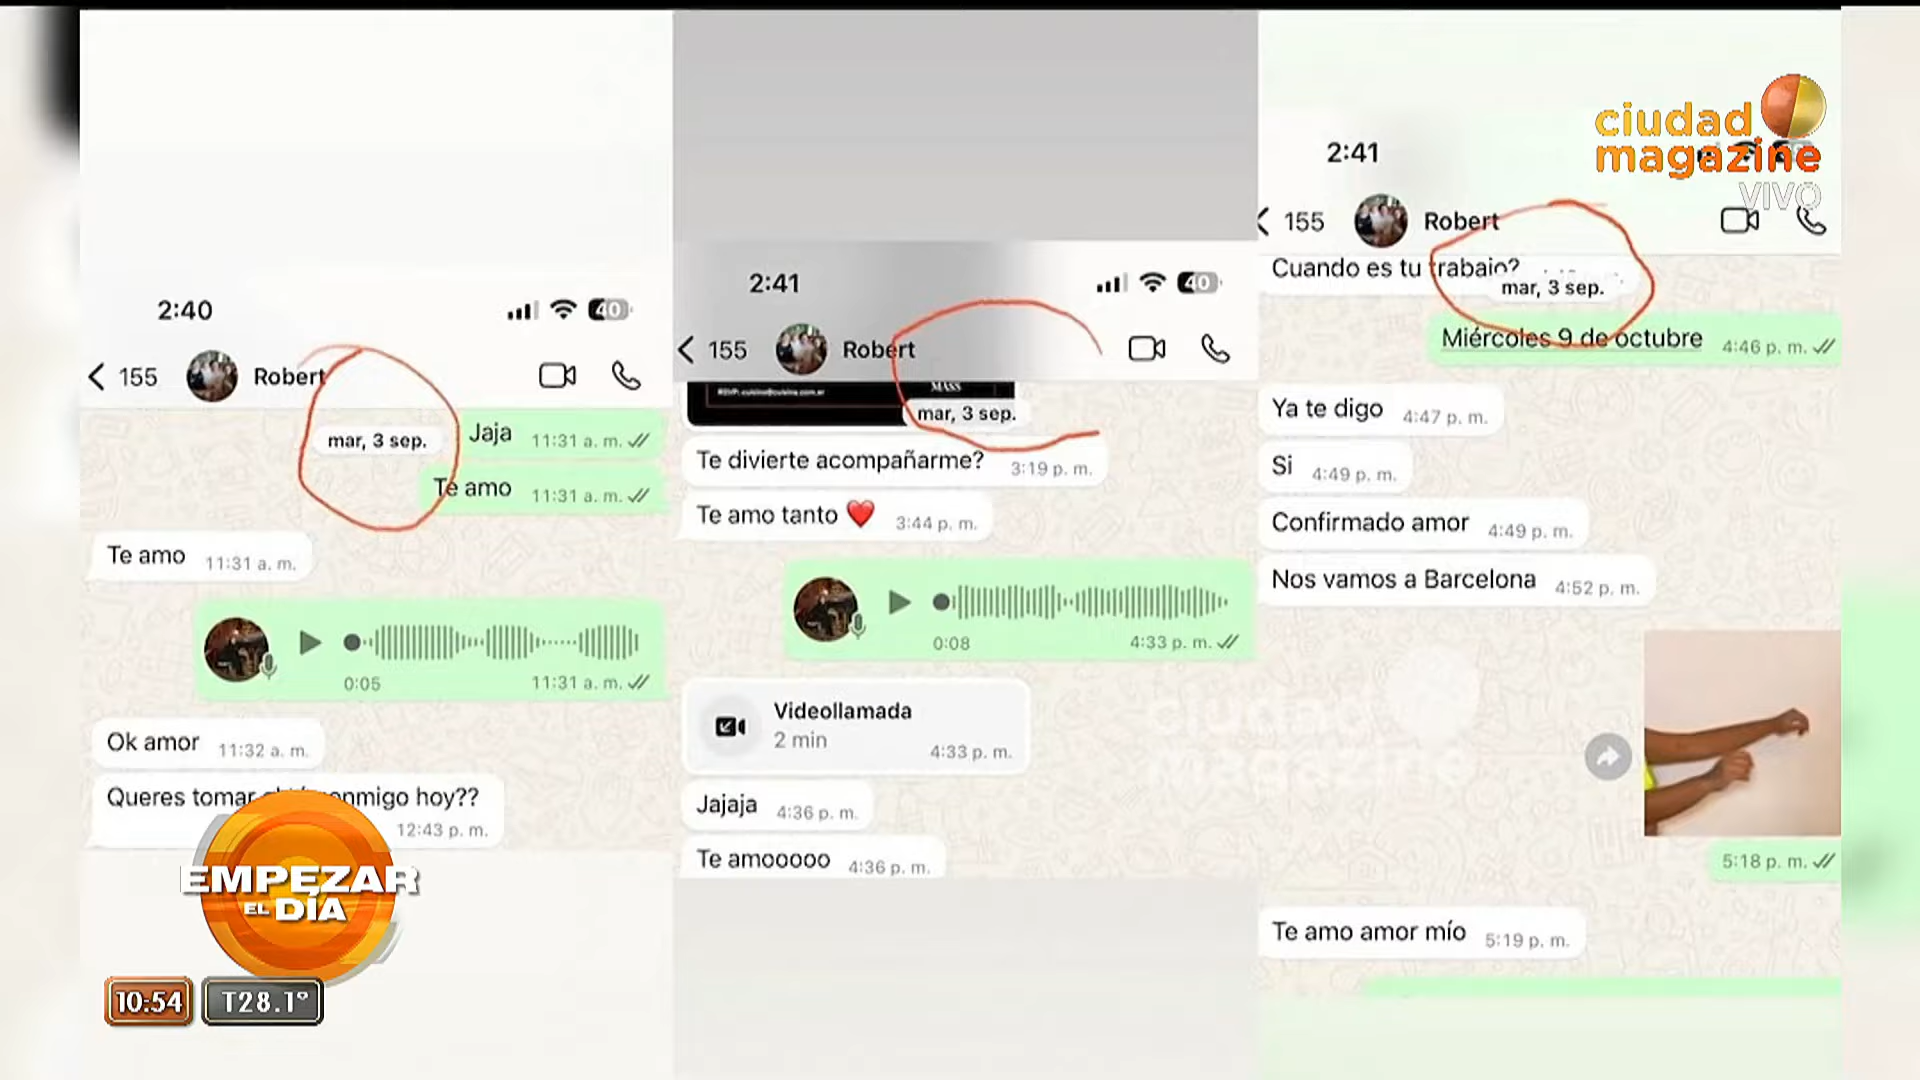 2:40
40
155
Robert
mar, 3 sep.
Jaja 11:31 a. m.
Te amo 11:31 a. m.
Te amo 11:31 a. m.
0:05 11:31 a. m.
Ok amor 11:32 a. m.
Queres tomar hoy??
12:43 p. m.
EMPEZAR
EL DÍA
10:54 T28.1°
2:41
40
155
Robert
MASS
mar, 3 sep.
Te divierte acompañarme? 3:19 p. m.
Te amo tanto ❤️ 3:44 p. m.
0:08 4:33 p. m.
Videollamada
2 min 4:33 p. m.
Jajaja 4:36 p. m.
Te amooooo 4:36 p. m.
ciudad
magazine
VIVO
2:41
155
Robert
Cuando es tu trabajo?
mar, 3 sep.
Miércoles 9 de octubre 4:46 p. m.
Ya te digo 4:47 p. m.
Si 4:49 p. m.
Confirmado amor 4:49 p. m.
Nos vamos a Barcelona 4:52 p. m.
5:18 p. m.
Te amo amor mío 5:19 p. m.
ciudad
magazine